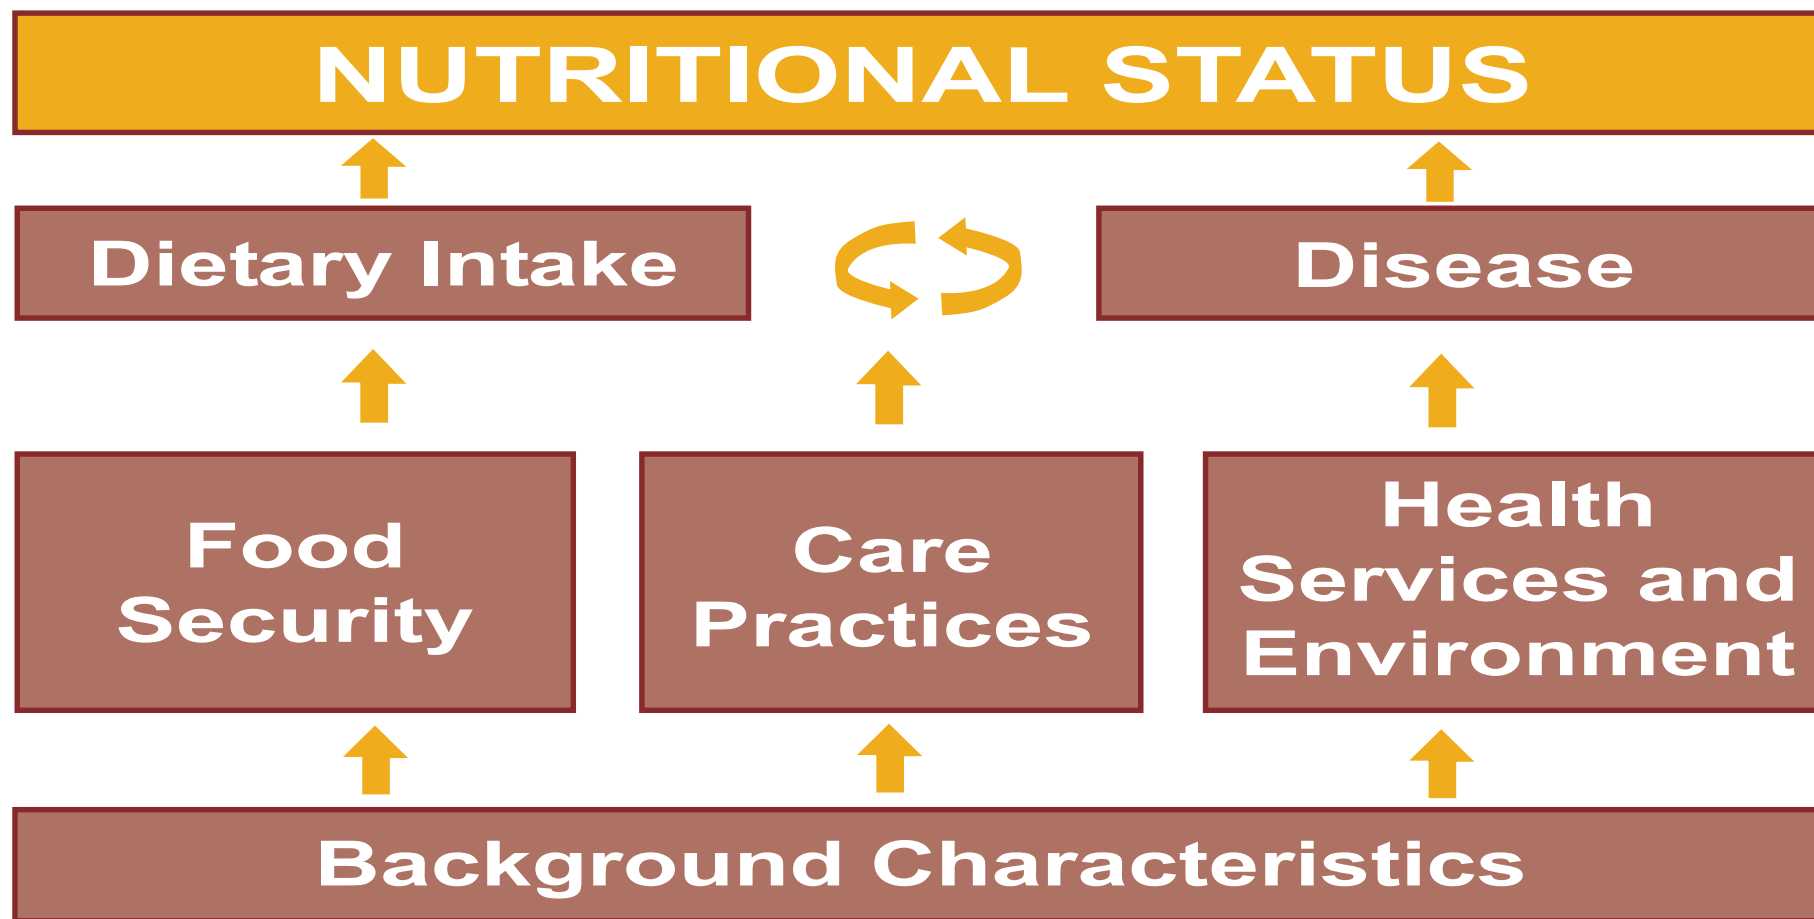 NUTRITIONAL STATUS
Dietary Intake
Disease
Food
Security
Care
Practices
Health
Services and
Environment
Background Characteristics